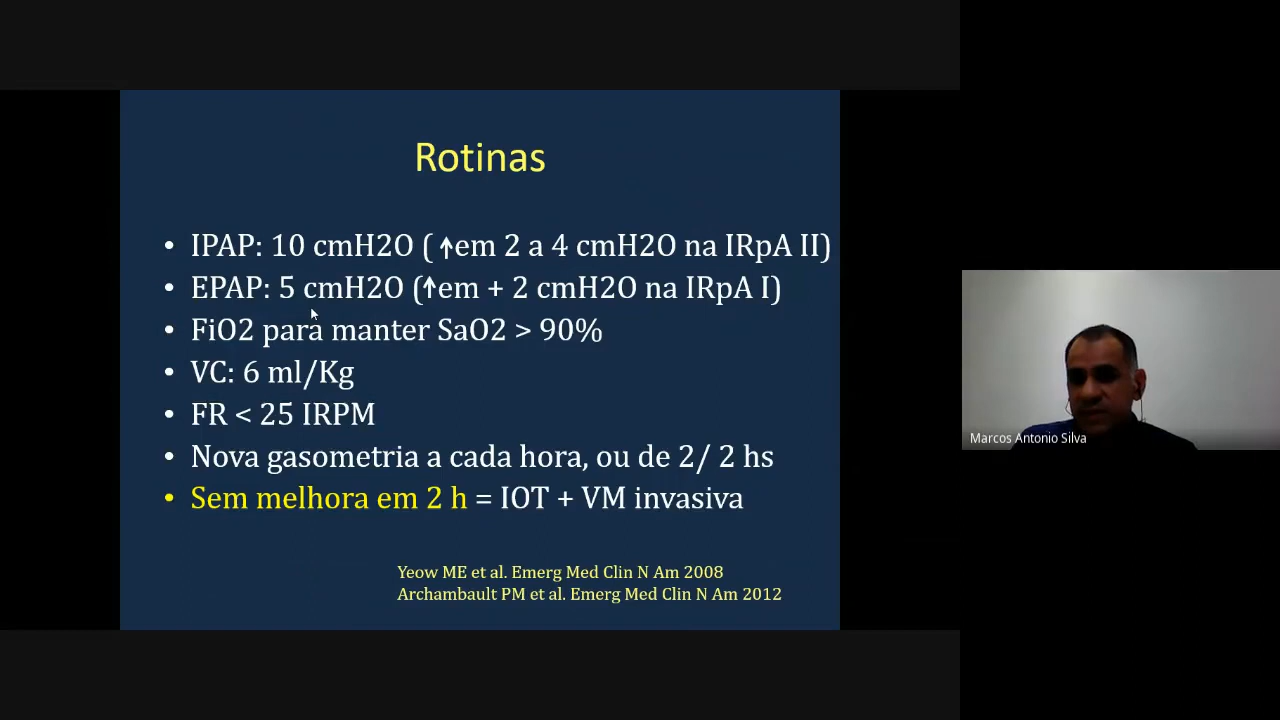 Rotinas
• IPAP: 10 cmH2O ( ↑em 2 a 4 cmH2O na IRpA II)
• EPAP: 5 cmH2O (↑em + 2 cmH2O na IRpA I)
• FiO2 para manter SaO2 > 90%
• VC: 6 ml/Kg
• FR < 25 IRPM
• Nova gasometria a cada hora, ou de 2/ 2 hs
• Sem melhora em 2 h = IOT + VM invasiva
Yeow ME et al. Emerg Med Clin N Am 2008
Archambault PM et al. Emerg Med Clin N Am 2012
Marcos Antonio Silva